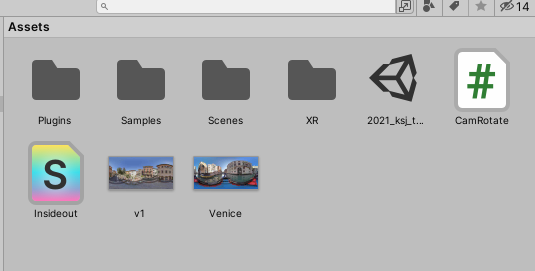 14
Assets
Plugins
Samples
Scenes
XR
2021_ksj_t...
CamRotate
#
S
Insideout
v1
Venice